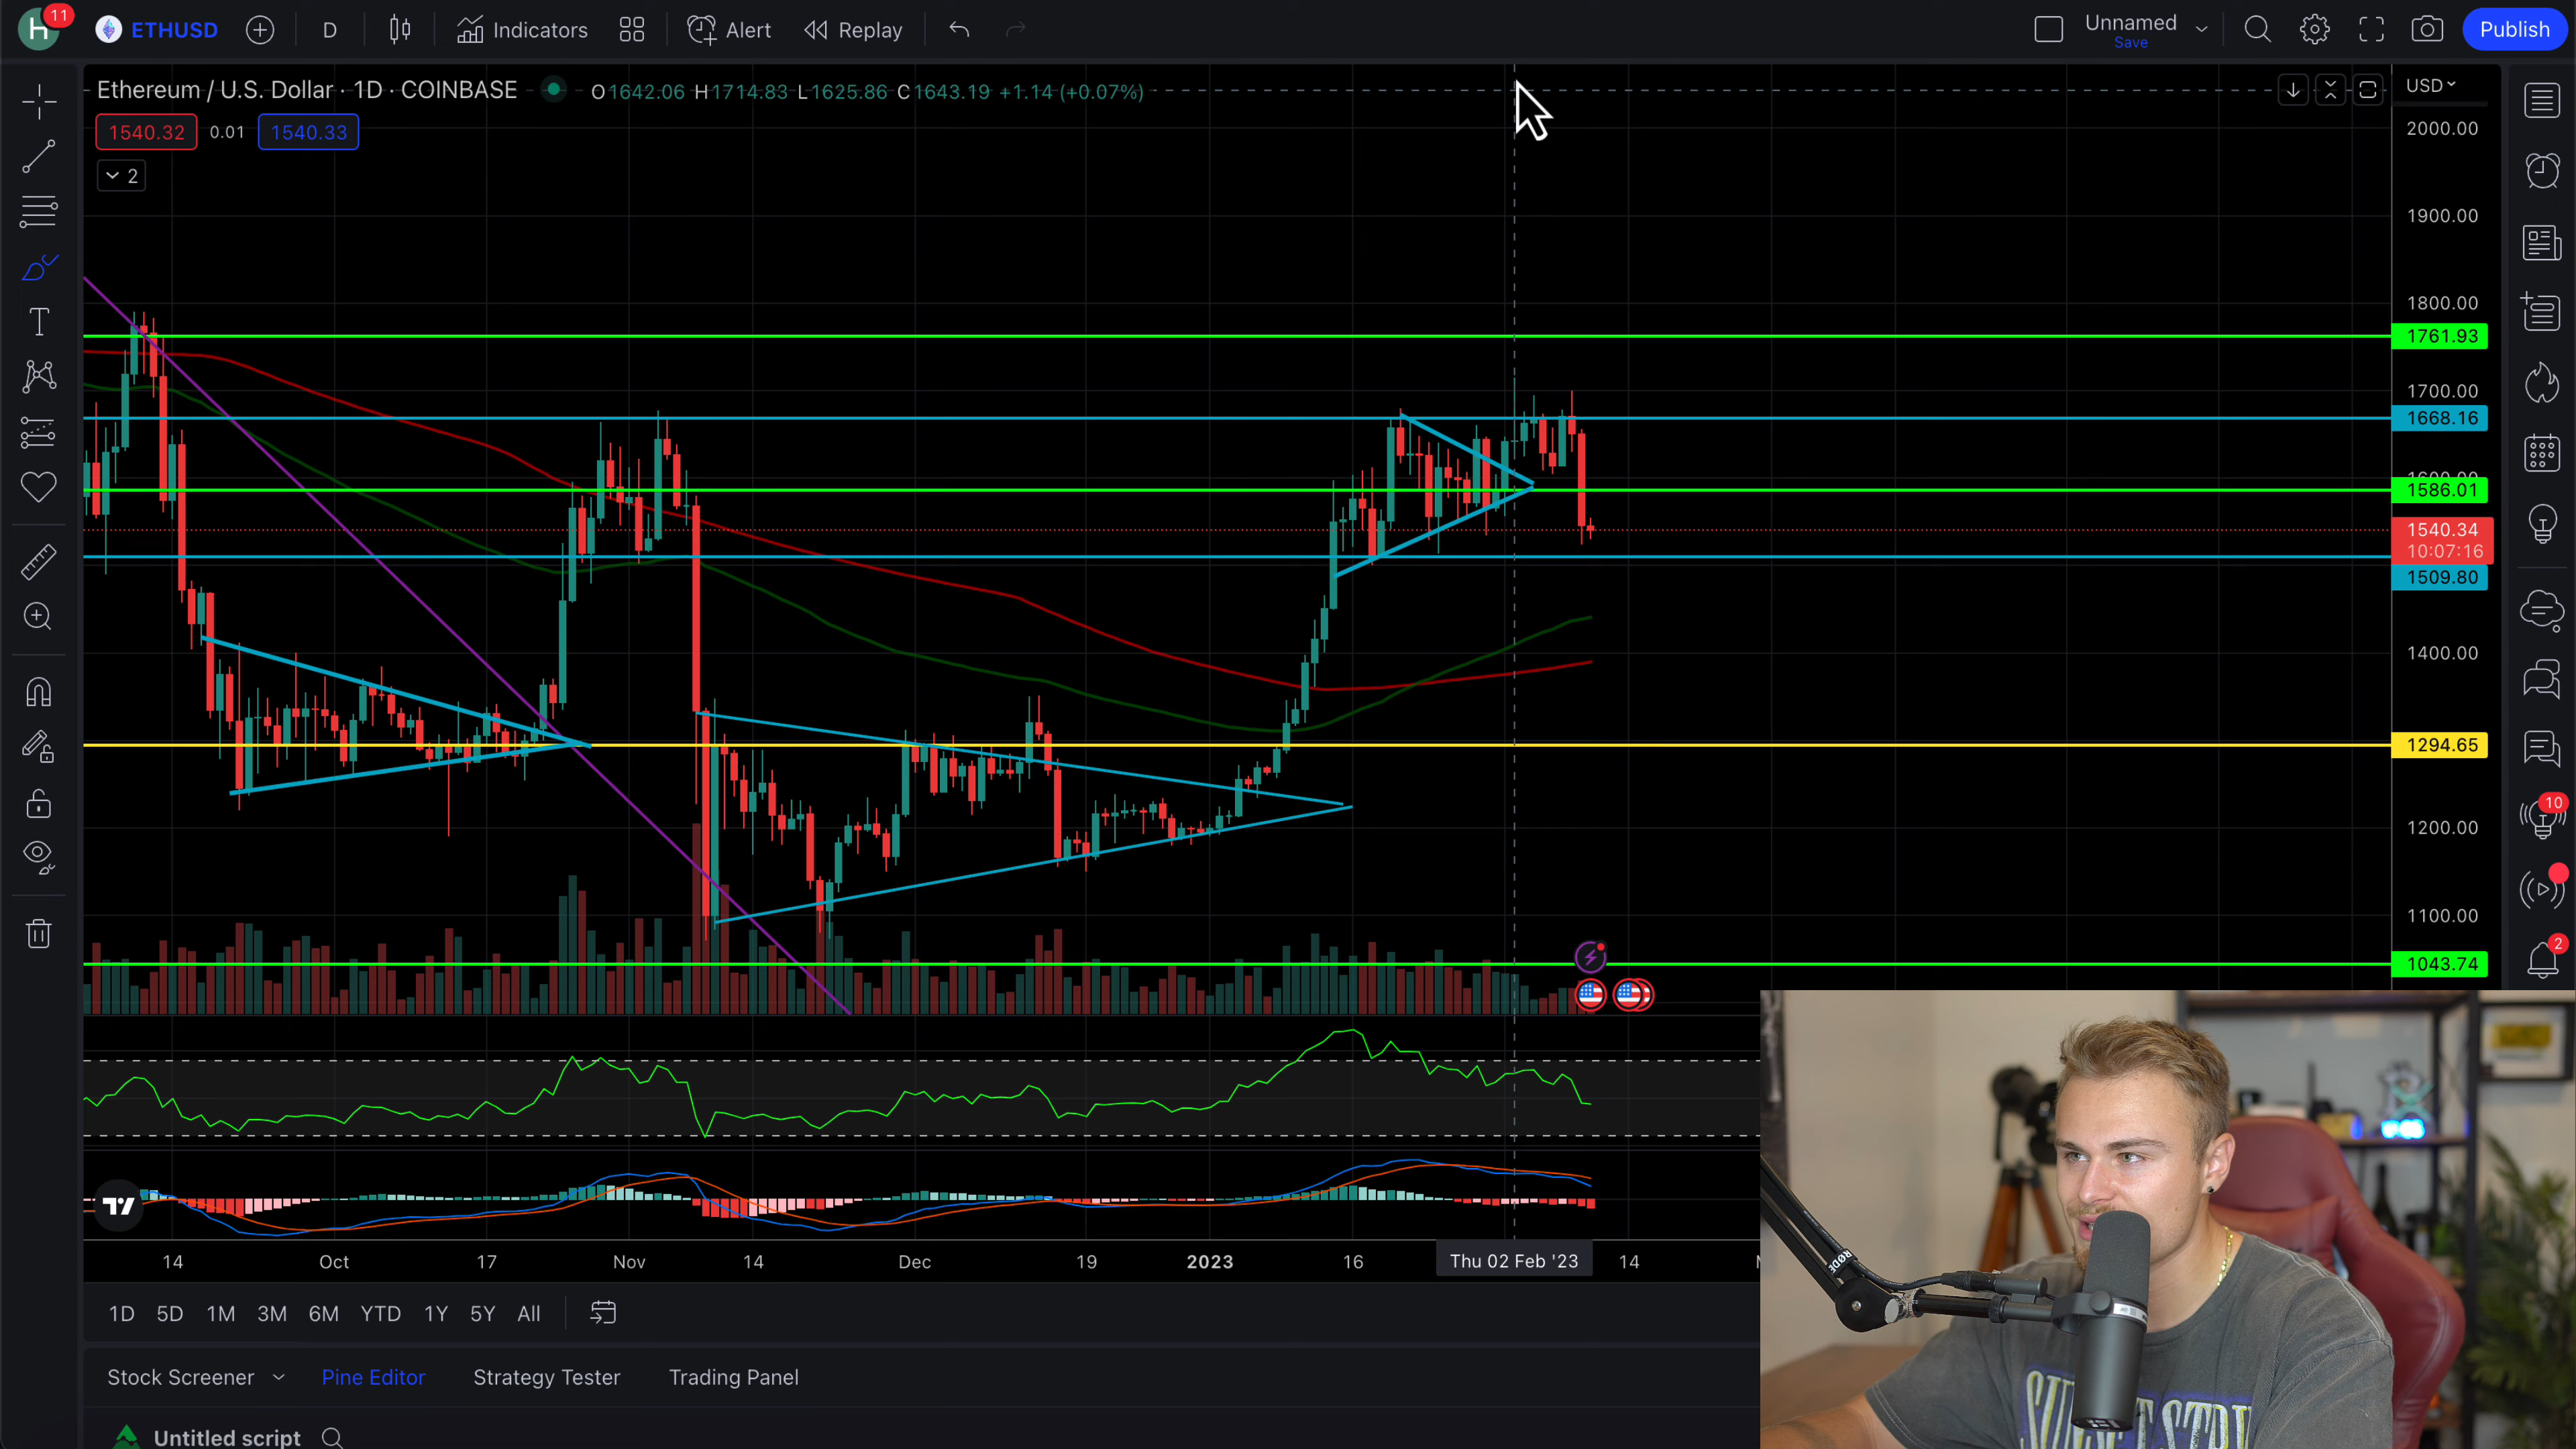 H 11 ETHUSD D Indicators Alert Replay Unnamed Save Publish
Ethereum / U.S. Dollar · 1D · COINBASE O1642.06 H1714.83 L1625.86 C1643.19 +1.14 (+0.07%) USD
1540.32 0.01 1540.33
2
2000.00
1900.00
1800.00
1761.93
1700.00
1668.16
1600.00
1586.01
1540.34
10:07:16
1509.80
1400.00
1294.65
1200.00
1100.00
1043.74
10
2
14 Oct 17 Nov 14 Dec 19 2023 16 Thu 02 Feb '23 14
1D 5D 1M 3M 6M YTD 1Y 5Y All
Stock Screener Pine Editor Strategy Tester Trading Panel
Untitled script
RØDE
RØDE